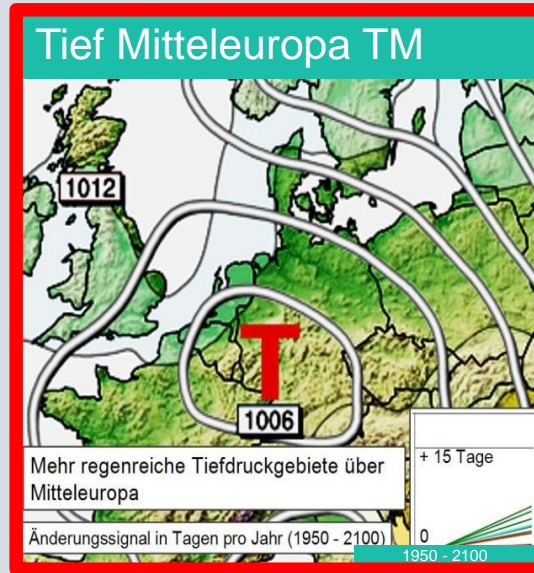 Tief Mitteleuropa TM
1012
T
1006
Mehr regenreiche Tiefdruckgebiete über
Mitteleuropa
+ 15 Tage
Änderungssignal in Tagen pro Jahr (1950 - 2100)
0
1950 - 2100